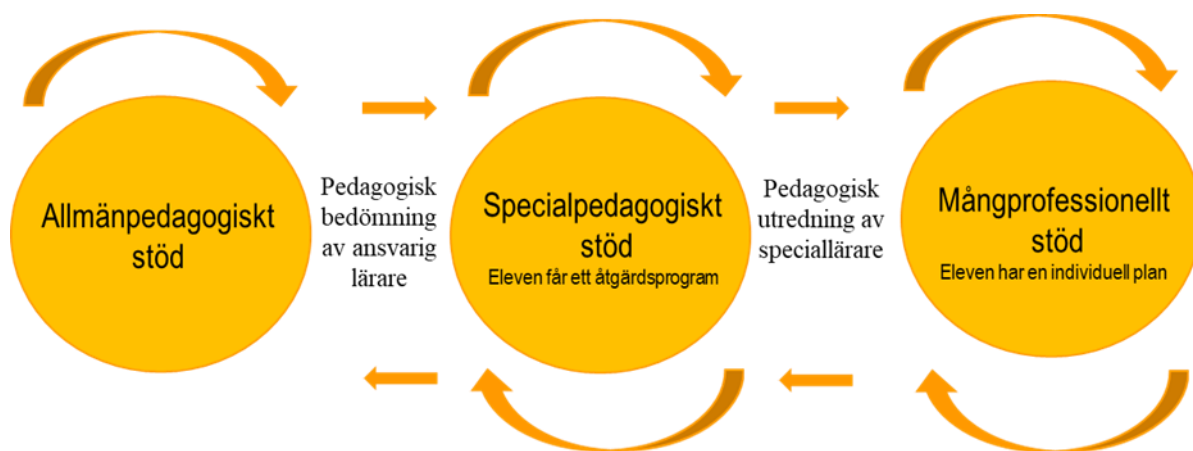 Allmänpedagogiskt
stöd
Pedagogisk
bedömning
av ansvarig
lärare
Specialpedagogiskt
stöd
Eleven får ett åtgärdsprogram
Pedagogisk
utredning av
speciallärare
Mångprofessionellt
stöd
Eleven har en individuell plan